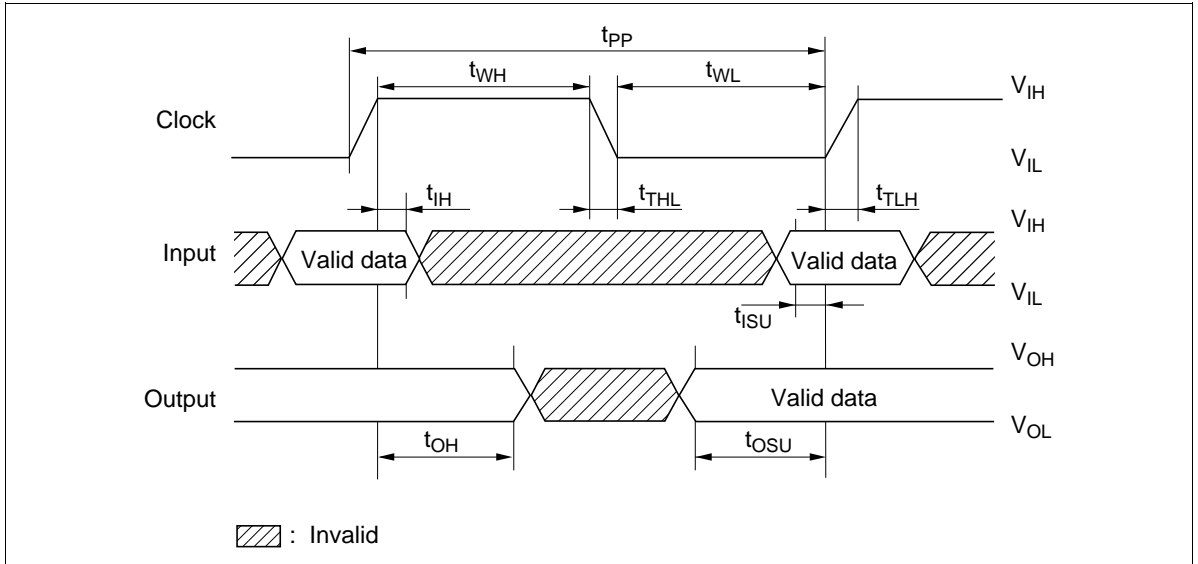 tPP
tWH
tWL
VIH
Clock
VIL
tIH
tTHL
tTLH
VIH
Input
Valid data
Valid data
VIL
tISU
VOH
Output
Valid data
VOL
tOH
tOSU
: Invalid